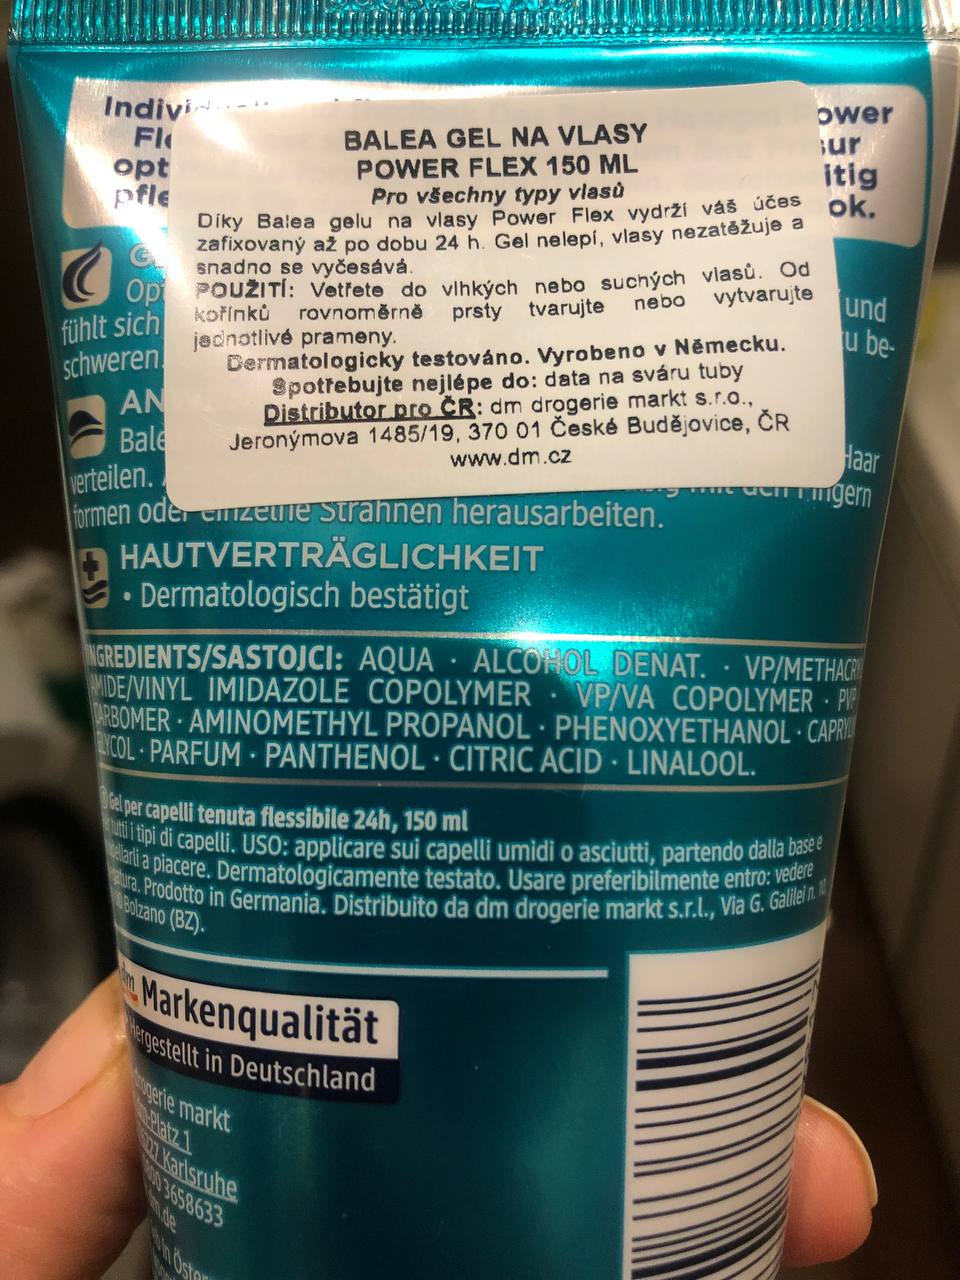 BALEA GEL NA VLASY
POWER FLEX 150 ML
Pro všechny typy vlasů
Díky Balea gelu na vlasy Power Flex vydrží váš účes
zafixovaný až po dobu 24 h. Gel nelepí, vlasy nezatěžuje a
snadno se vyčesává.
POUŽITÍ: Vetřete do vlhkých nebo suchých vlasů. Od
kořínků rovnoměrně prsty tvarujte nebo vytvarujte
jednotlivé prameny.
Dermatologicky testováno. Vyrobeno v Německu.
Spotřebujte nejlépe do: data na sváru tuby
Distributor pro ČR: dm drogerie markt s.r.o.,
Jeronýmova 1485/19, 370 01 České Budějovice, ČR
www.dm.cz
ower
ok.
fühlt sich und
schweren. be-
verteilen. Haar
mit den Fingern
formen oder einzelne Strähnen herausarbeiten.
HAUTVERTRÄGLICHKEIT
• Dermatologisch bestätigt
INGREDIENTS/SASTOJCI: AQUA · ALCOHOL DENAT. · VP/METHACRY
AMIDE/VINYL IMIDAZOLE COPOLYMER · VP/VA COPOLYMER · PVP
CARBOMER · AMINOMETHYL PROPANOL · PHENOXYETHANOL · CAPRYL
GLYCOL · PARFUM · PANTHENOL · CITRIC ACID · LINALOOL.
Gel per capelli tenuta flessibile 24h, 150 ml
tutti i tipi di capelli. USO: applicare sui capelli umidi o asciutti, partendo dalla base e
a piacere. Dermatologicamente testato. Usare preferibilmente entro: vedere
Prodotto in Germania. Distribuito da dm drogerie markt s.r.l., Via G. Galilei n. 10
Bolzano (BZ).
dm Markenqualität
Hergestellt in Deutschland
drogerie markt
Platz 1
Karlsruhe
3658633